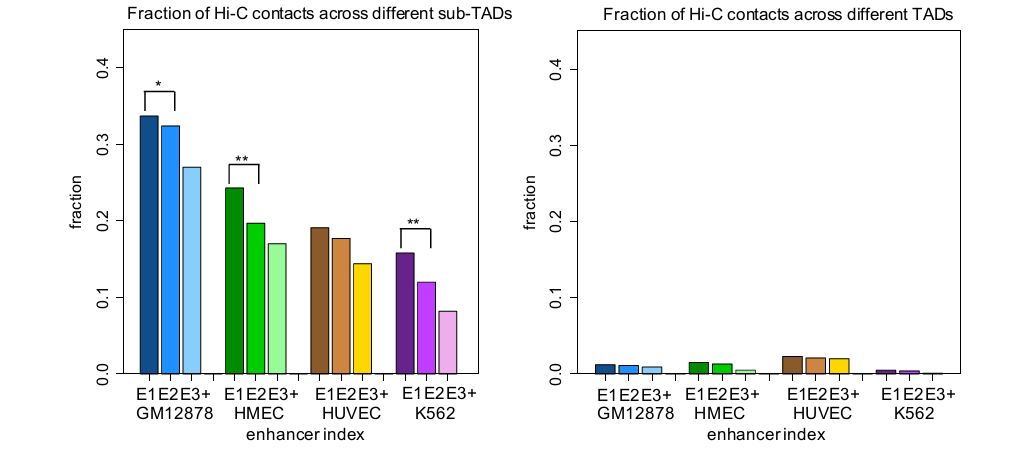 Fraction of Hi-C contacts across different sub-TADs
fraction
0.4
0.3
0.2
0.1
0.0
*
**
**
E1E2E3+ E1E2E3+ E1E2E3+ E1E2E3+
GM12878 HMEC HUVEC K562
enhancer index
Fraction of Hi-C contacts across different TADs
fraction
0.4
0.3
0.2
0.1
0.0
E1E2E3+ E1E2E3+ E1E2E3+ E1E2E3+
GM12878 HMEC HUVEC K562
enhancer index